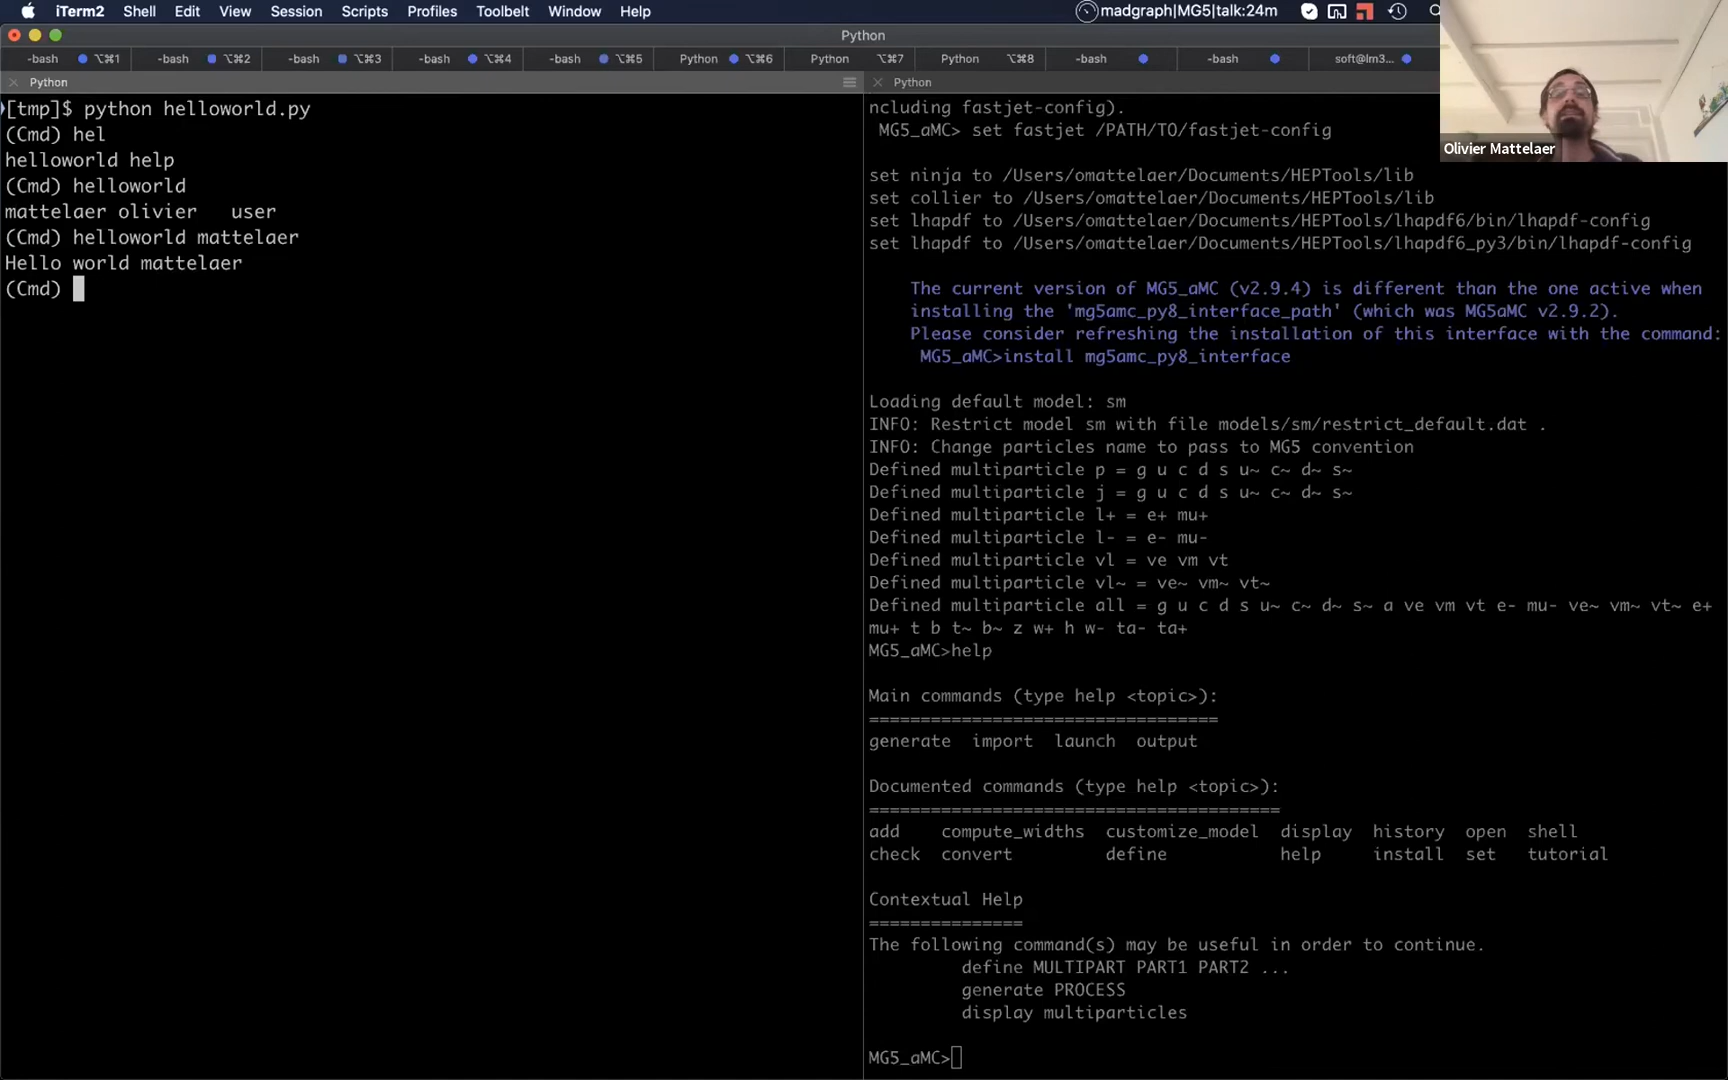 iTerm2 Shell Edit View Session Scripts Profiles Toolbelt Window Help madgraph|MG5|talk:24m
Python
-bash ⌥⌘1 -bash ⌥⌘2 -bash ⌥⌘3 -bash ⌥⌘4 -bash ⌥⌘5 Python ⌥⌘6 Python ⌥⌘7 Python ⌥⌘8 -bash -bash soft@lm3...
Python
[tmp]$ python helloworld.py
(Cmd) hel
helloworld help
(Cmd) helloworld
mattelaer olivier user
(Cmd) helloworld mattelaer
Hello world mattelaer
(Cmd)
Python
ncluding fastjet-config).
MG5_aMC> set fastjet /PATH/TO/fastjet-config
set ninja to /Users/omattelaer/Documents/HEPTools/lib
set collier to /Users/omattelaer/Documents/HEPTools/lib
set lhapdf to /Users/omattelaer/Documents/HEPTools/lhapdf6/bin/lhapdf-config
set lhapdf to /Users/omattelaer/Documents/HEPTools/lhapdf6_py3/bin/lhapdf-config
The current version of MG5_aMC (v2.9.4) is different than the one active when
installing the 'mg5amc_py8_interface_path' (which was MG5aMC v2.9.2).
Please consider refreshing the installation of this interface with the command:
MG5_aMC>install mg5amc_py8_interface
Loading default model: sm
INFO: Restrict model sm with file models/sm/restrict_default.dat .
INFO: Change particles name to pass to MG5 convention
Defined multiparticle p = g u c d s u~ c~ d~ s~
Defined multiparticle j = g u c d s u~ c~ d~ s~
Defined multiparticle l+ = e+ mu+
Defined multiparticle l- = e- mu-
Defined multiparticle vl = ve vm vt
Defined multiparticle vl~ = ve~ vm~ vt~
Defined multiparticle all = g u c d s u~ c~ d~ s~ a ve vm vt e- mu- ve~ vm~ vt~ e+
mu+ t b t~ b~ z w+ h w- ta- ta+
MG5_aMC>help
Main commands (type help <topic>):
==================================
generate import launch output
Documented commands (type help <topic>):
========================================
add compute_widths customize_model display history open shell
check convert define help install set tutorial
Contextual Help
===============
The following command(s) may be useful in order to continue.
define MULTIPART PART1 PART2 ...
generate PROCESS
display multiparticles
MG5_aMC>
Olivier Mattelaer